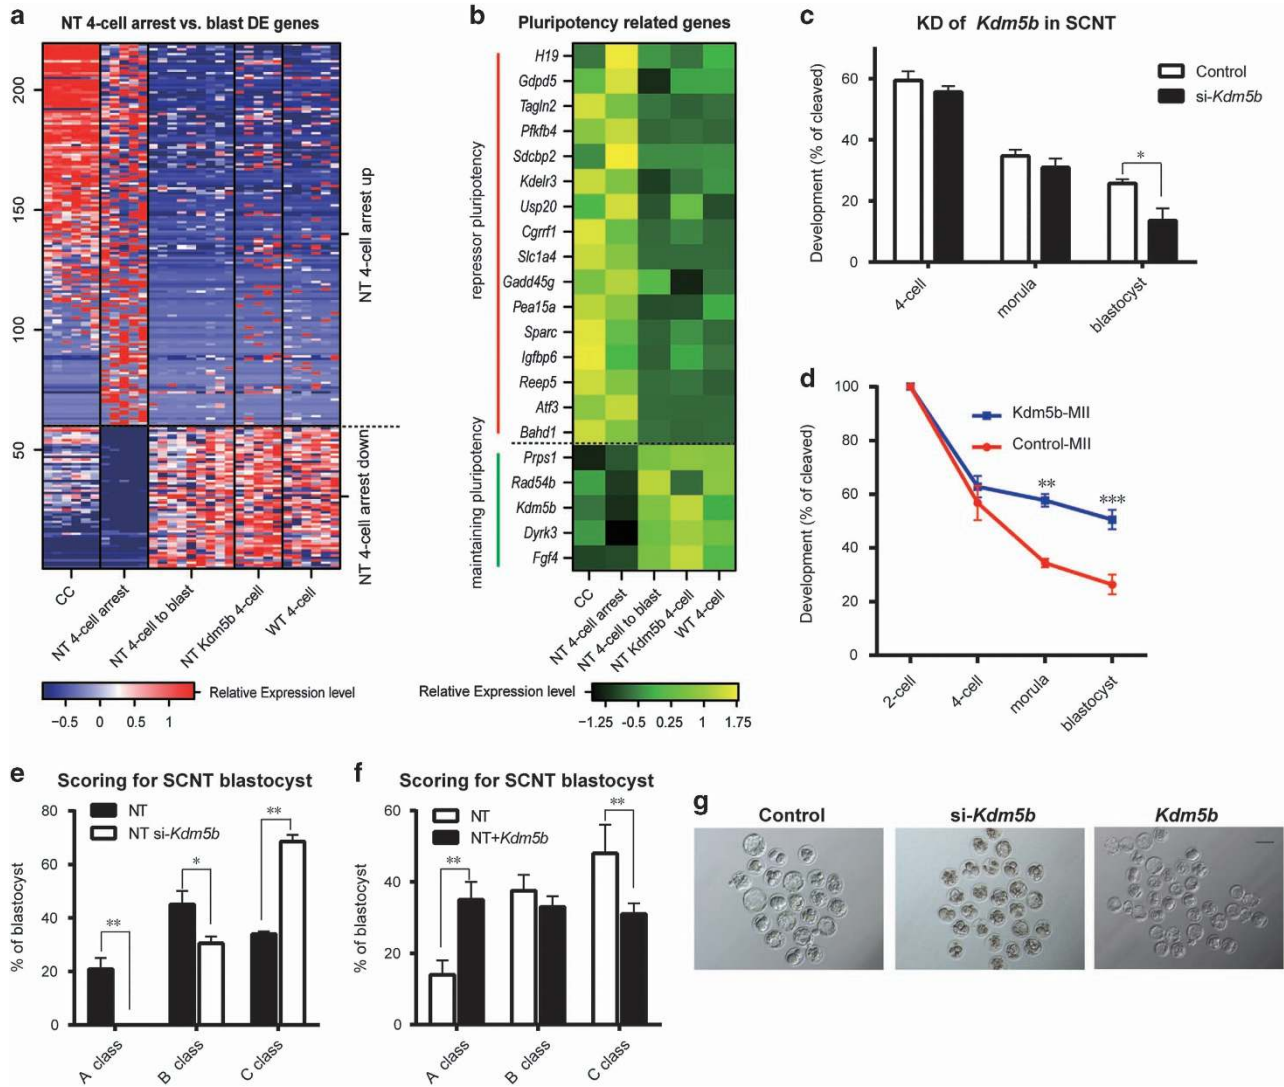 a
NT 4-cell arrest vs. blast DE genes
200
150
100
50
NT 4-cell arrest up
NT 4-cell arrest down
CC
NT 4-cell arrest
NT 4-cell to blast
NT Kdm5b 4-cell
WT 4-cell
Relative Expression level
−0.5 0 0.5 1
b
Pluripotency related genes
repressor pluripotency
maintaining pluripotency
H19
Gdpd5
Tagln2
Pfkfb4
Sdcbp2
Kdelr3
Usp20
Cgrrf1
Slc1a4
Gadd45g
Pea15a
Sparc
Igfbp6
Reep5
Atf3
Bahd1
Prps1
Rad54b
Kdm5b
Dyrk3
Fgf4
CC
NT 4-cell arrest
NT 4-cell to blast
NT Kdm5b 4-cell
WT 4-cell
Relative Expression level
−1.25 -0.5 0.25 1 1.75
c
KD of Kdm5b in SCNT
Development (% of cleaved)
60
40
20
0
Control
si-Kdm5b
*
4-cell
morula
blastocyst
d
Development (% of cleaved)
100
80
60
40
20
0
Kdm5b-MII
Control-MII
**
***
2-cell
4-cell
morula
blastocyst
e
Scoring for SCNT blastocyst
% of blastocyst
80
60
40
20
0
NT
NT si-Kdm5b
**
*
**
A class
B class
C class
f
Scoring for SCNT blastocyst
% of blastocyst
60
40
20
0
NT
NT+Kdm5b
**
**
A class
B class
C class
g
Control
si-Kdm5b
Kdm5b